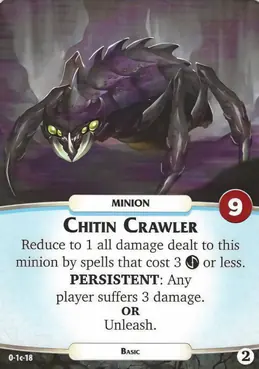 MINION
9
CHITIN CRAWLER
Reduce to 1 all damage dealt to this
minion by spells that cost 3 or less.
PERSISTENT: Any
player suffers 3 damage.
OR
Unleash.
0-1c-18
BASIC
2